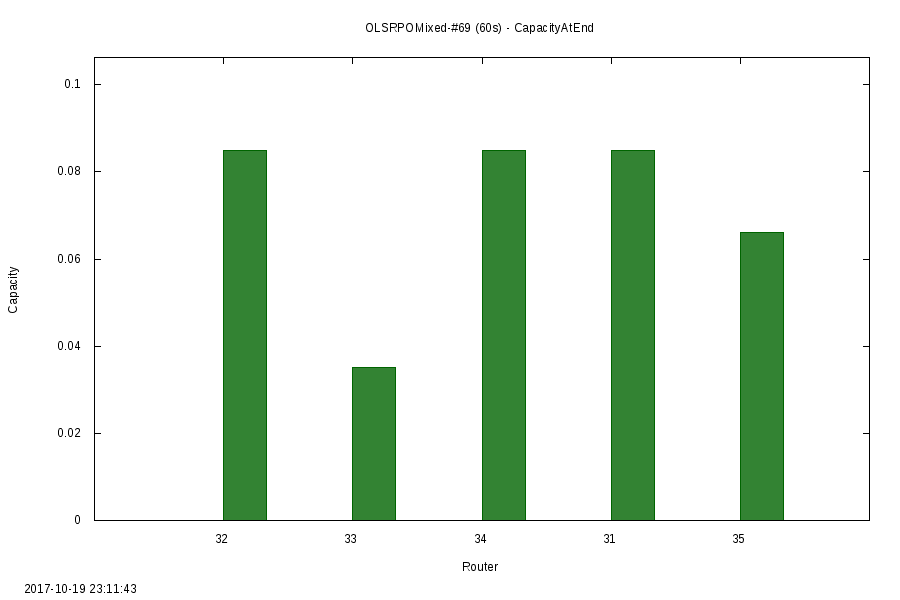 OLSRPOMixed-#69 (60s) - CapacityAtEnd
0.1
0.08
0.06
0.04
0.02
0
Capacity
32 33 34 31 35
Router
2017-10-19 23:11:43